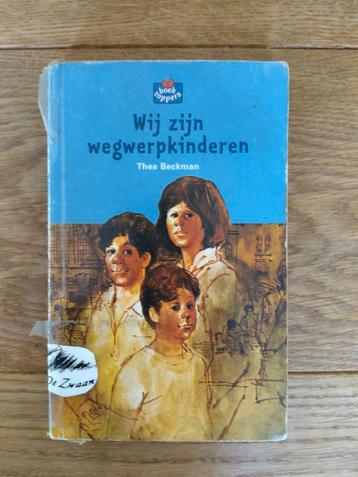 boek
toppers
Wij zijn
wegwerpkinderen
Thea Beckman
De Zwaan